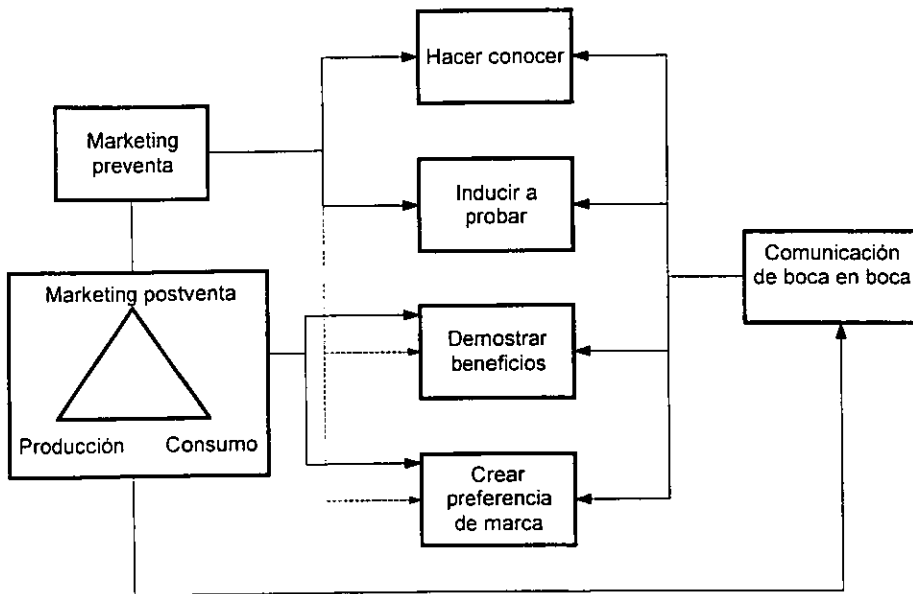 Hacer conocer
Marketing
preventa
Inducir a
probar
Comunicación
de boca en boca
Marketing postventa
Producción Consumo
Demostrar
beneficios
Crear
preferencia
de marca